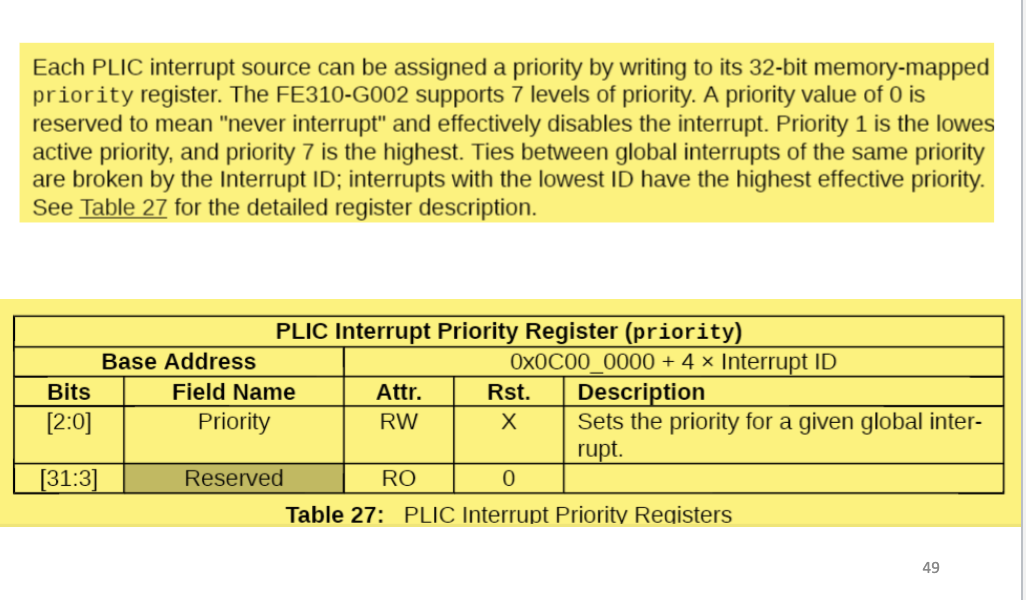 Each PLIC interrupt source can be assigned a priority by writing to its 32-bit memory-mapped
priority register. The FE310-G002 supports 7 levels of priority. A priority value of 0 is
reserved to mean "never interrupt" and effectively disables the interrupt. Priority 1 is the lowes
active priority, and priority 7 is the highest. Ties between global interrupts of the same priority
are broken by the Interrupt ID; interrupts with the lowest ID have the highest effective priority.
See Table 27 for the detailed register description.
PLIC Interrupt Priority Register (priority)
Base Address 0x0C00_0000 + 4 × Interrupt ID
Bits Field Name Attr. Rst. Description
[2:0] Priority RW X Sets the priority for a given global inter-
rupt.
[31:3] Reserved RO 0
Table 27: PLIC Interrupt Priority Registers
49